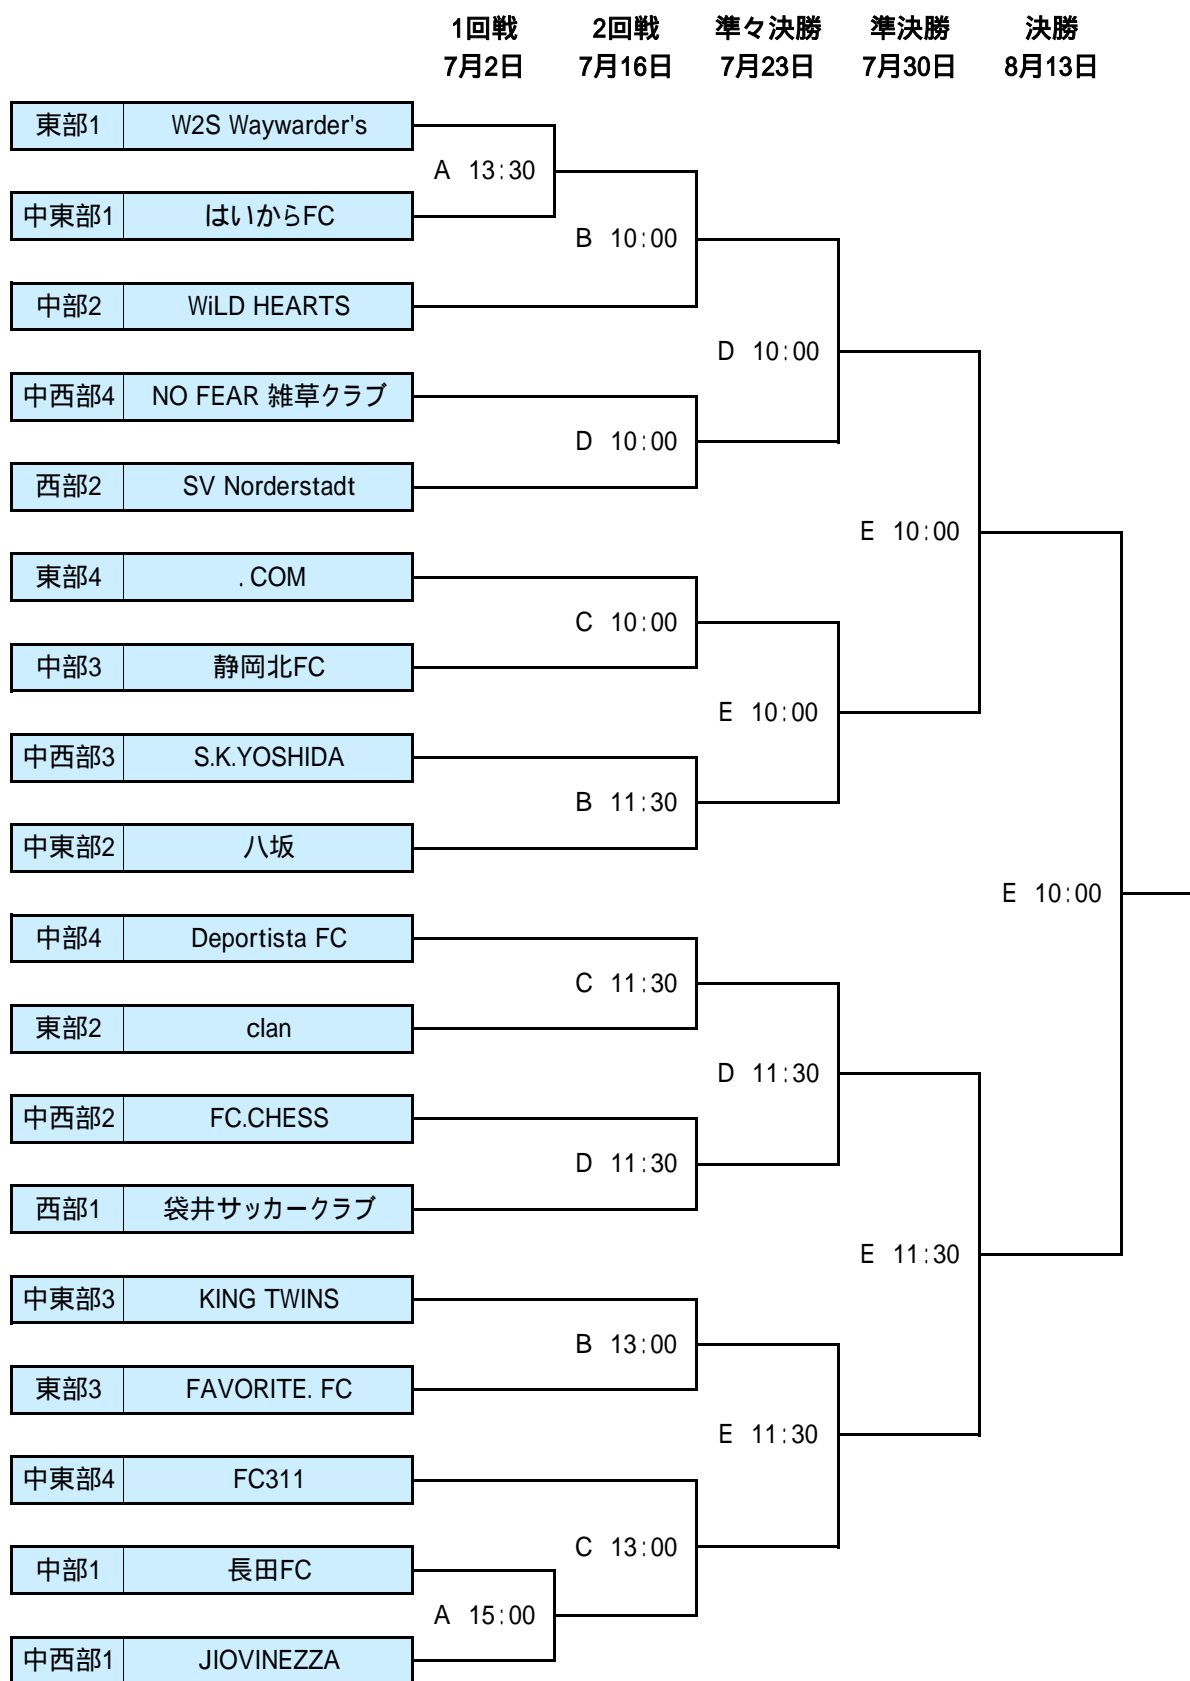 1回戦 2回戦 準々決勝 準決勝 決勝
7月2日 7月16日 7月23日 7月30日 8月13日
東部1 W2S Waywarder's
A 13:30
中東部1 はいからFC
B 10:00
中部2 WiLD HEARTS
D 10:00
中西部4 NO FEAR 雑草クラブ
D 10:00
西部2 SV Norderstadt
E 10:00
東部4 . COM
C 10:00
中部3 静岡北FC
E 10:00
中西部3 S.K.YOSHIDA
B 11:30
中東部2 八坂
E 10:00
中部4 Deportista FC
C 11:30
東部2 clan
D 11:30
中西部2 FC.CHESS
D 11:30
西部1 袋井サッカークラブ
E 11:30
中東部3 KING TWINS
B 13:00
東部3 FAVORITE. FC
E 11:30
中東部4 FC311
C 13:00
中部1 長田FC
A 15:00
中西部1 JIOVINEZZA